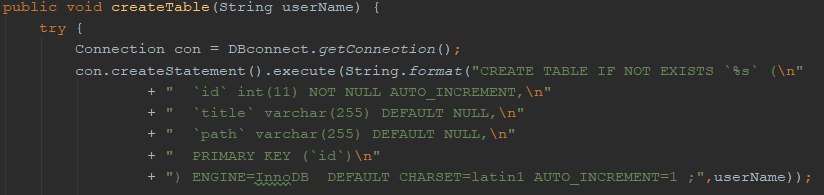 public void createTable(String userName) {
try {
Connection con = DBconnect.getConnection();
con.createStatement().execute(String.format("CREATE TABLE IF NOT EXISTS `%s` (\n"
+ "  `id` int(11) NOT NULL AUTO_INCREMENT,\n"
+ "  `title` varchar(255) DEFAULT NULL,\n"
+ "  `path` varchar(255) DEFAULT NULL,\n"
+ "  PRIMARY KEY (`id`)\n"
+ ") ENGINE=InnoDB  DEFAULT CHARSET=latin1 AUTO_INCREMENT=1 ;",userName));